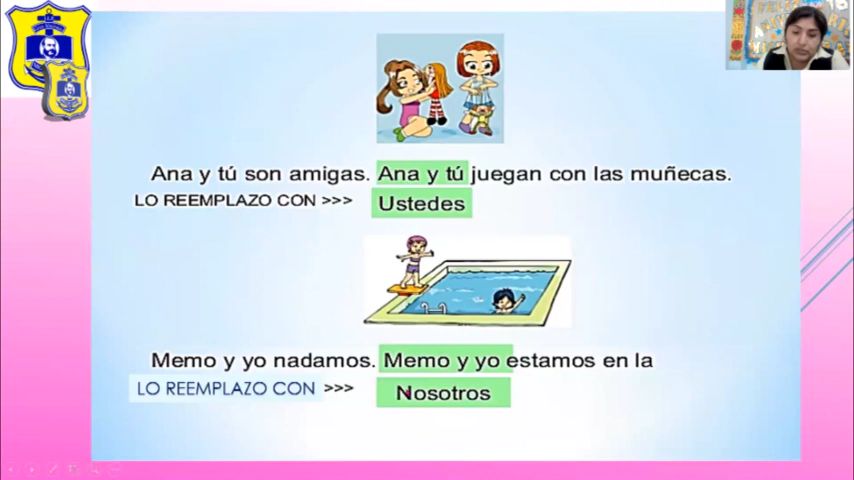 Ana y tú son amigas. Ana y tú juegan con las muñecas.
LO REEMPLAZO CON >>> Ustedes
Memo y yo nadamos. Memo y yo estamos en la
LO REEMPLAZO CON >>> Nosotros